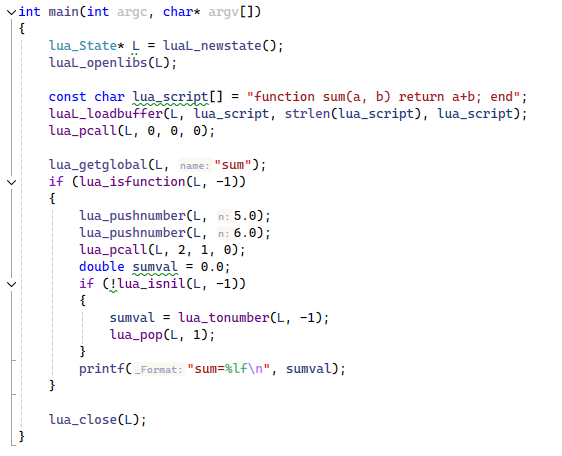 int main(int argc, char* argv[])
{
    lua_State* L = luaL_newstate();
    luaL_openlibs(L);

    const char lua_script[] = "function sum(a, b) return a+b; end";
    luaL_loadbuffer(L, lua_script, strlen(lua_script), lua_script);
    lua_pcall(L, 0, 0, 0);

    lua_getglobal(L, name: "sum");
    if (lua_isfunction(L, -1))
    {
        lua_pushnumber(L, n: 5.0);
        lua_pushnumber(L, n: 6.0);
        lua_pcall(L, 2, 1, 0);
        double sumval = 0.0;
        if (!lua_isnil(L, -1))
        {
            sumval = lua_tonumber(L, -1);
            lua_pop(L, 1);
        }
        printf(_Format: "sum=%lf\n", sumval);
    }

    lua_close(L);
}